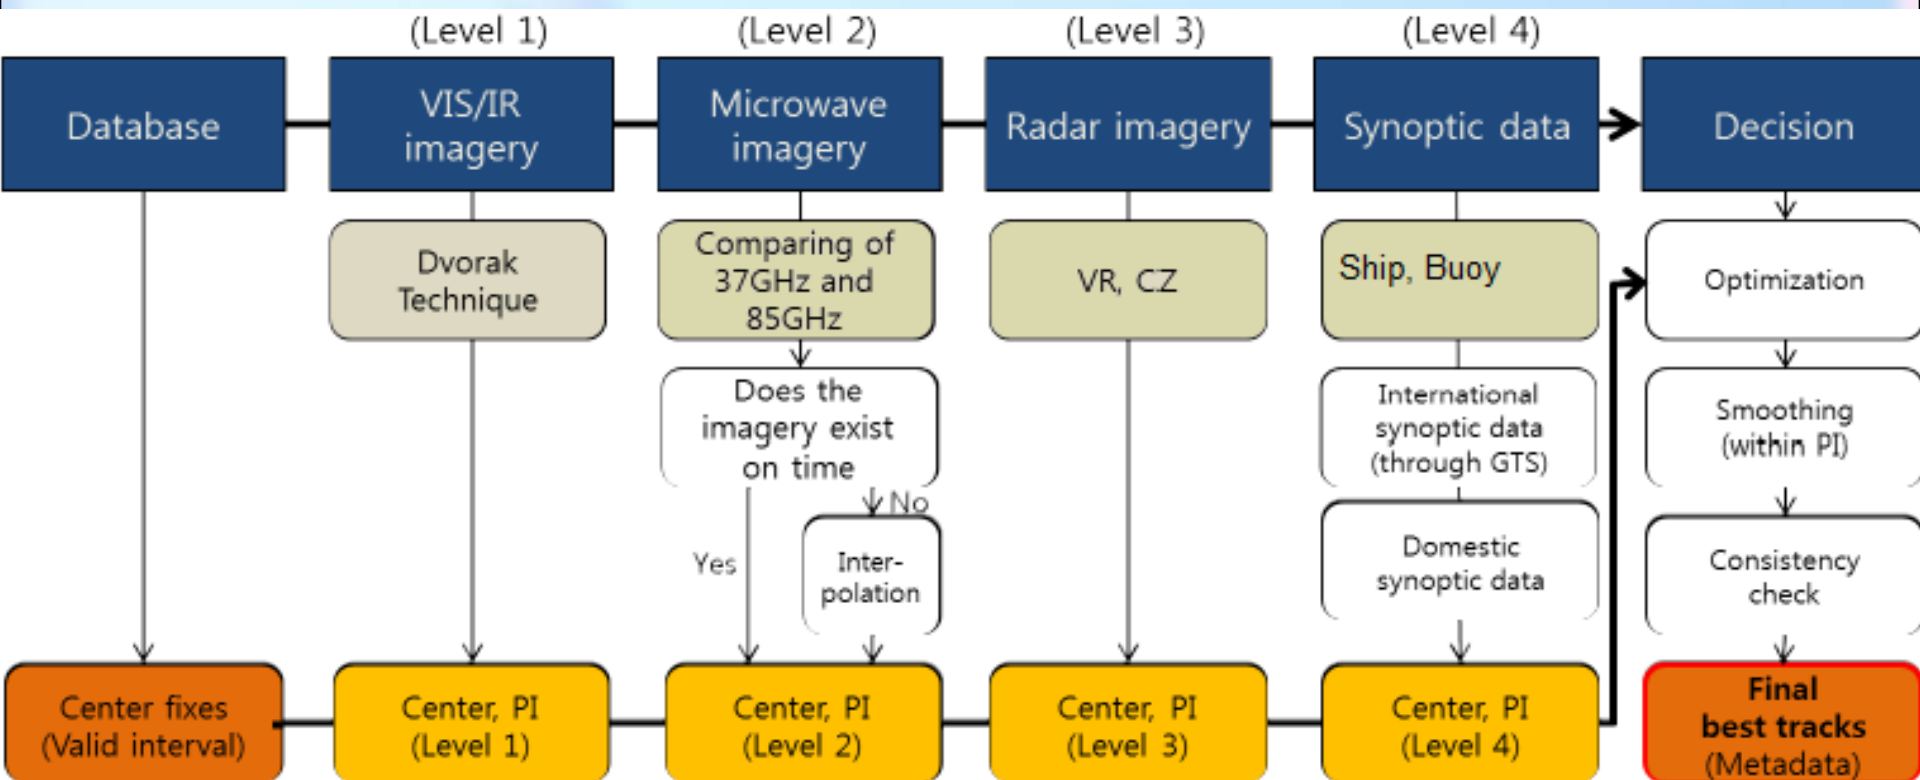 (Level 1)
(Level 2)
(Level 3)
(Level 4)
Database
VIS/IR
imagery
Microwave
imagery
Radar imagery
Synoptic data
Decision
Dvorak
Technique
Comparing of
37GHz and
85GHz
VR, CZ
Ship, Buoy
Optimization
Does the
imagery exist
on time
International
synoptic data
(through GTS)
Smoothing
(within PI)
No
Yes
Inter-
polation
Domestic
synoptic data
Consistency
check
Center fixes
(Valid interval)
Center, PI
(Level 1)
Center, PI
(Level 2)
Center, PI
(Level 3)
Center, PI
(Level 4)
Final
best tracks
(Metadata)